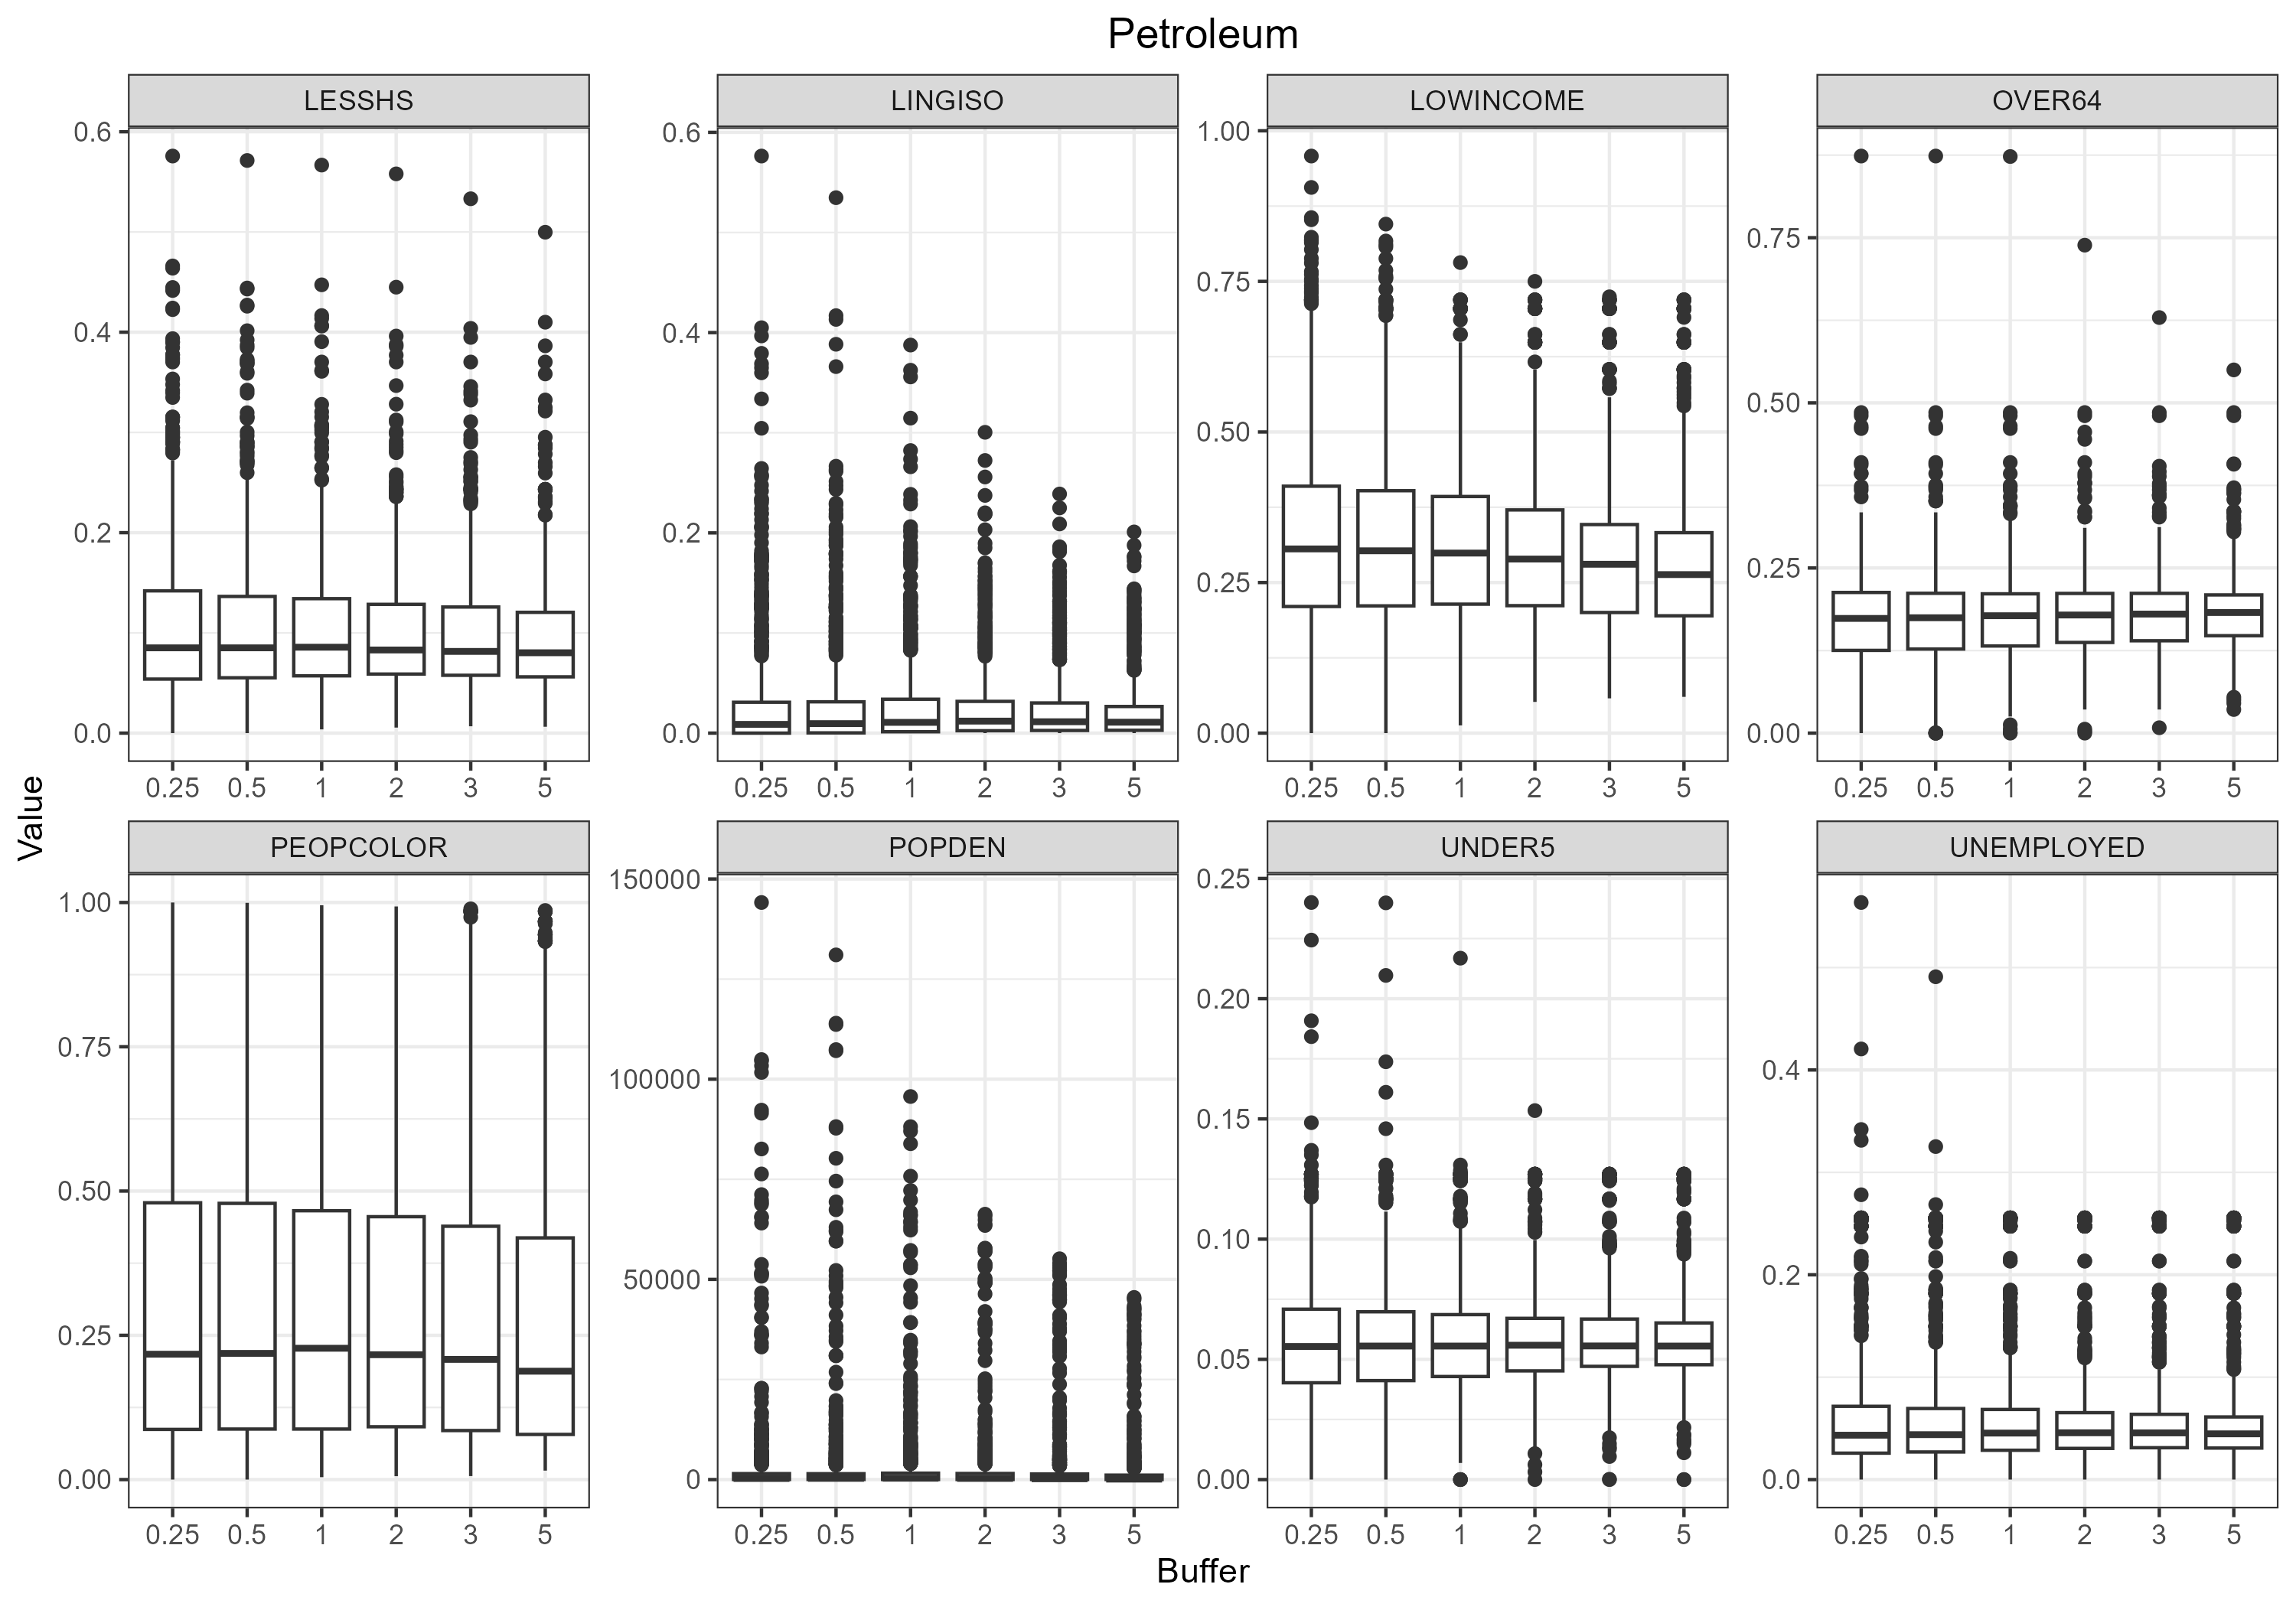 Petroleum
LESSHS LINGISO LOWINCOME OVER64
0.6 0.4 0.2 0.0
0.6 0.4 0.2 0.0
1.00 0.75 0.50 0.25 0.00
0.75 0.50 0.25 0.00
0.25 0.5 1 2 3 5 0.25 0.5 1 2 3 5 0.25 0.5 1 2 3 5 0.25 0.5 1 2 3 5
Value
PEOPCOLOR POPDEN UNDER5 UNEMPLOYED
1.00 0.75 0.50 0.25 0.00
150000 100000 50000 0
0.25 0.20 0.15 0.10 0.05 0.00
0.4 0.2 0.0
0.25 0.5 1 2 3 5 0.25 0.5 1 2 3 5 0.25 0.5 1 2 3 5 0.25 0.5 1 2 3 5
Buffer